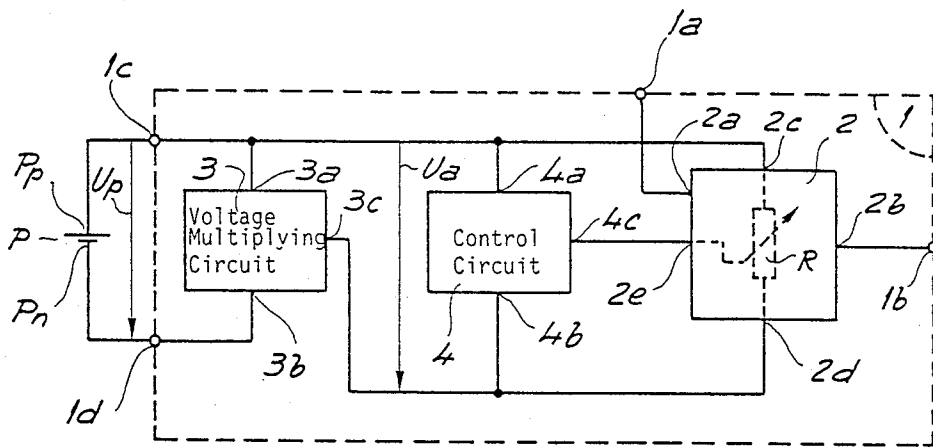 1a
1c
1
2a
2c
2
Pp
Up
3
3a
Ua
4a
P
Voltage
Multiplying
Circuit
3c
Control
Circuit
4c
2b
R
Pn
2e
1b
4
3b
4b
2d
1d